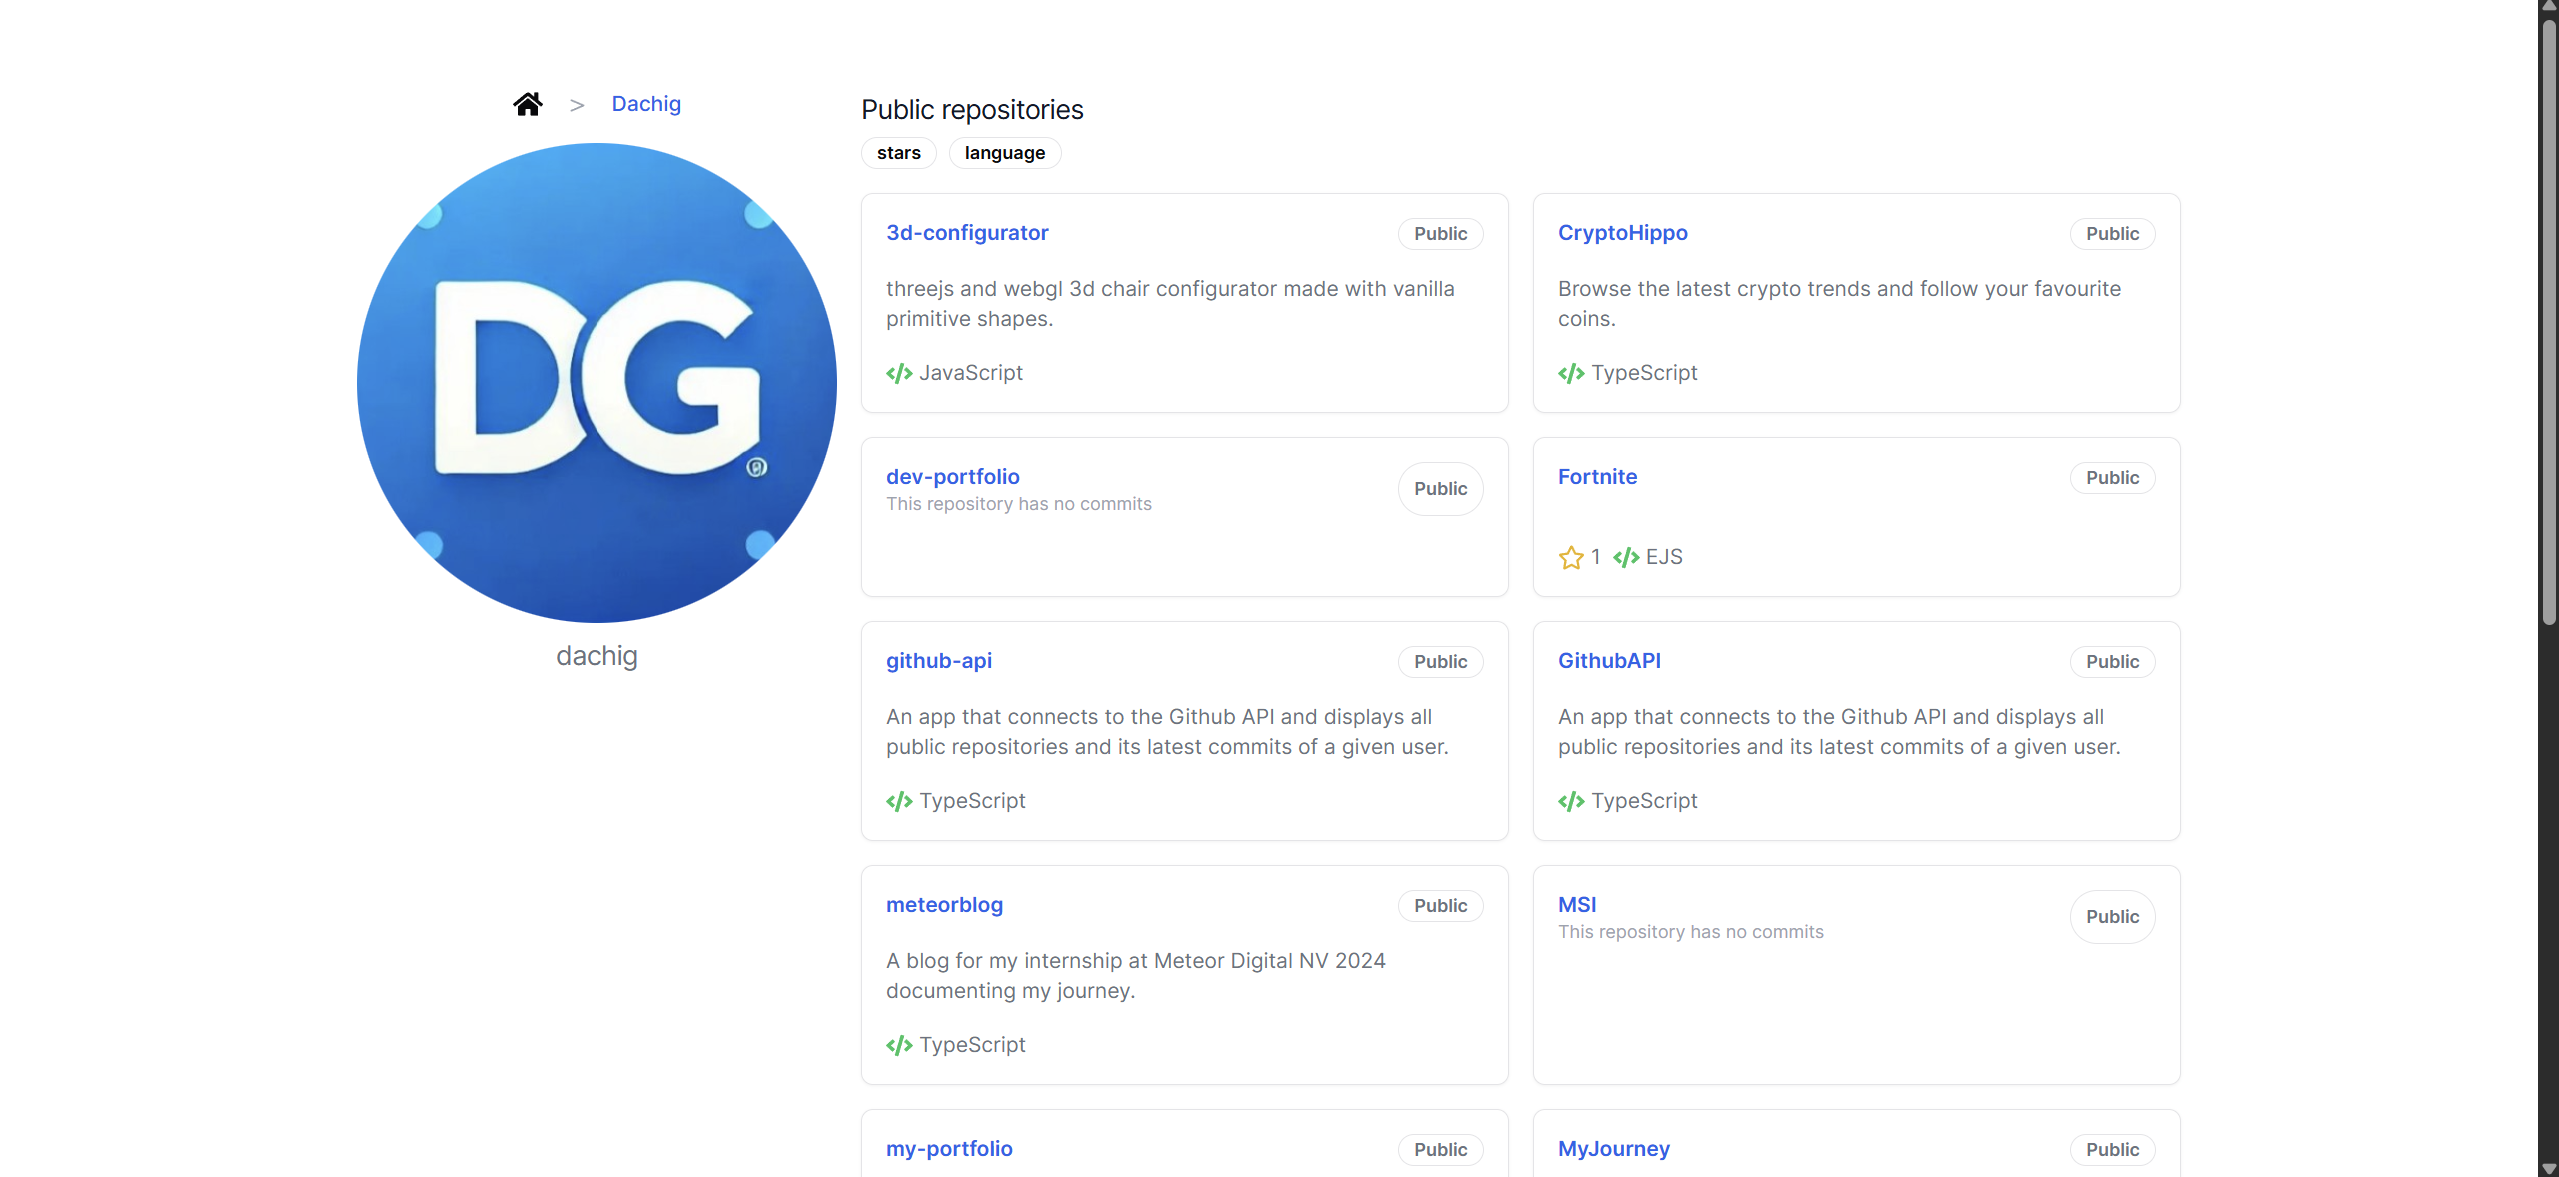 > Dachig
DG
dachig
Public repositories
stars language
3d-configurator Public
threejs and webgl 3d chair configurator made with vanilla
primitive shapes.
JavaScript
CryptoHippo Public
Browse the latest crypto trends and follow your favourite
coins.
TypeScript
dev-portfolio Public
This repository has no commits
Fortnite Public
1 EJS
github-api Public
An app that connects to the Github API and displays all
public repositories and its latest commits of a given user.
TypeScript
GithubAPI Public
An app that connects to the Github API and displays all
public repositories and its latest commits of a given user.
TypeScript
meteorblog Public
A blog for my internship at Meteor Digital NV 2024
documenting my journey.
TypeScript
MSI Public
This repository has no commits
my-portfolio Public
MyJourney Public